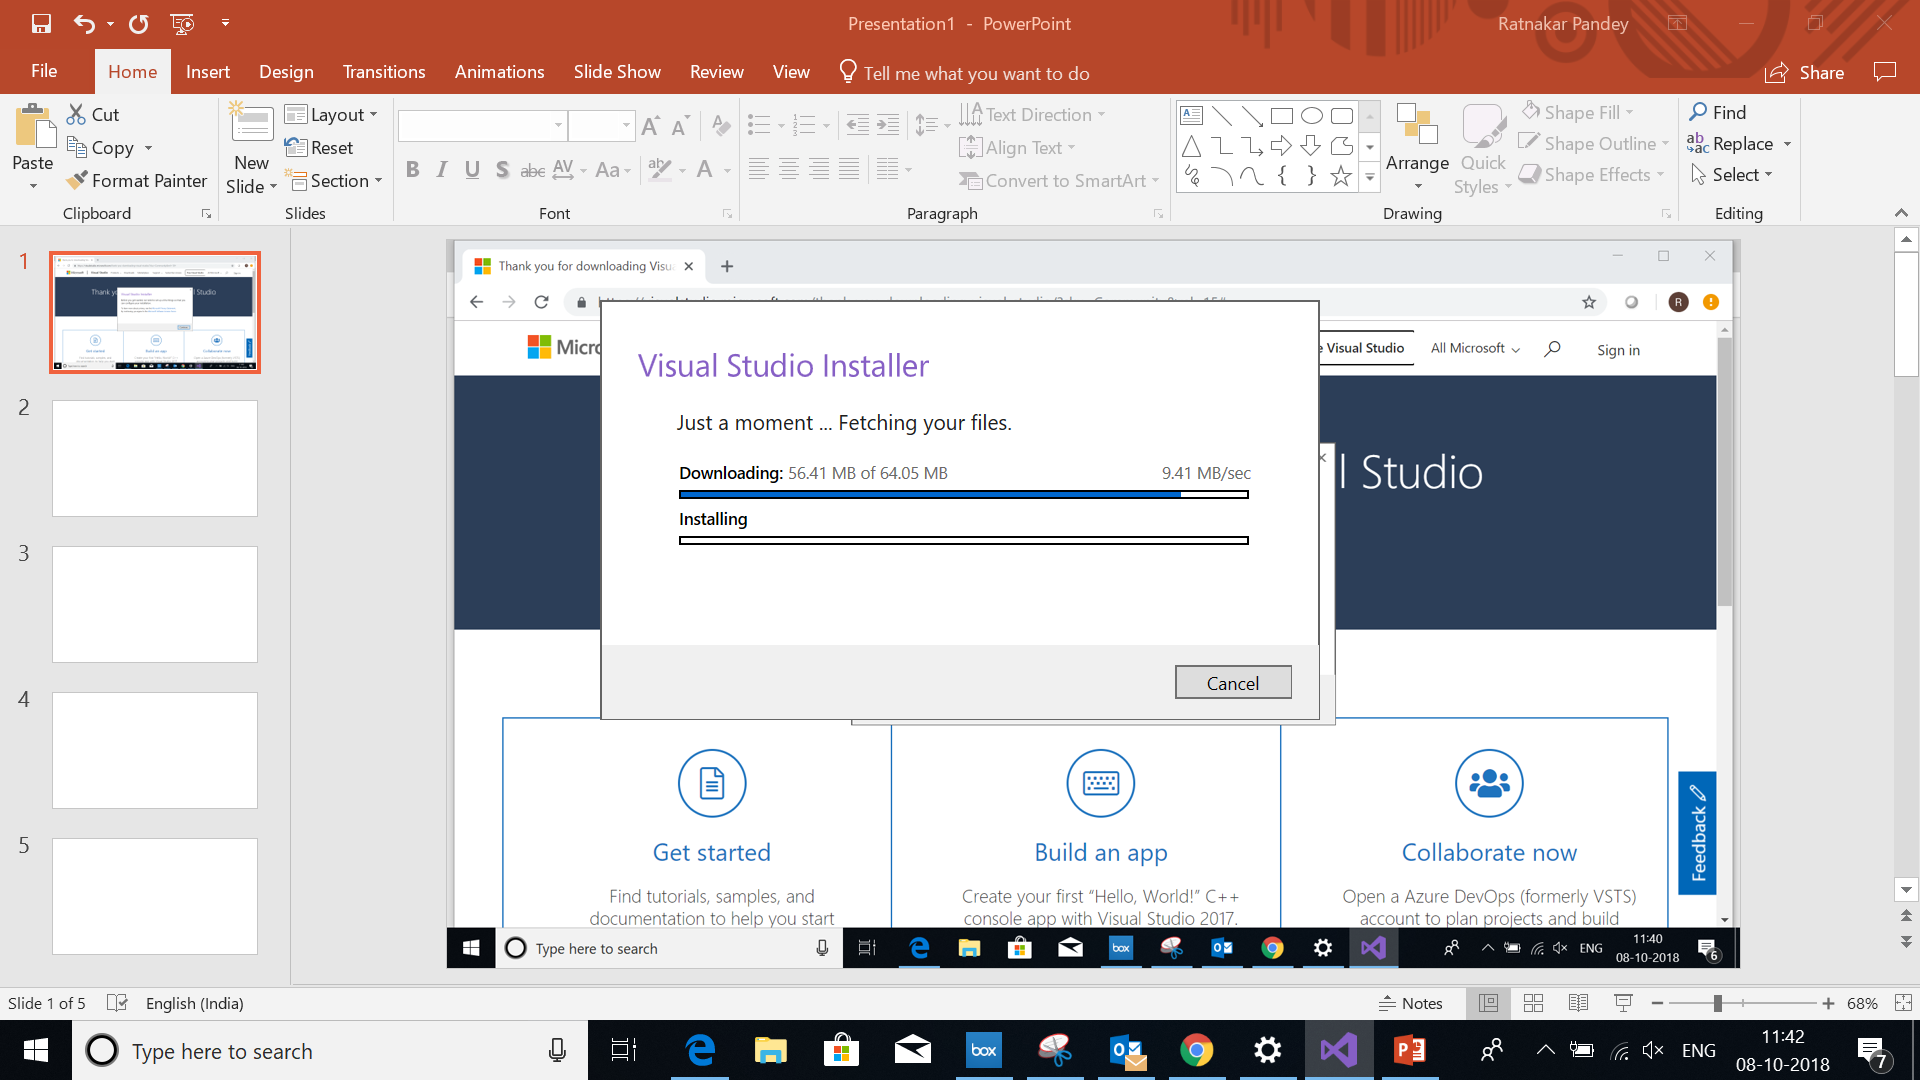 Presentation1 - PowerPoint
Ratnakar Pandey
File
Home
Insert
Design
Transitions
Animations
Slide Show
Review
View
Tell me what you want to do
Share
Paste
Cut
Copy
Format Painter
Clipboard
New
Slide
Layout
Reset
Section
Slides
B I U S abc AV Aa A
Font
Text Direction
Align Text
Convert to SmartArt
Paragraph
Arrange
Quick
Styles
Shape Fill
Shape Outline
Shape Effects
Drawing
Find
Replace
Select
Editing
1
2
3
4
5
Thank you for downloading Visu
R
Visual Studio
All Microsoft
Sign in
Visual Studio Installer
Just a moment ... Fetching your files.
Downloading: 56.41 MB of 64.05 MB
9.41 MB/sec
Installing
Cancel
l Studio
Get started
Find tutorials, samples, and
documentation to help you start
Build an app
Create your first “Hello, World!” C++
console app with Visual Studio 2017.
Collaborate now
Open a Azure DevOps (formerly VSTS)
account to plan projects and build
Feedback
Type here to search
box
ENG
11:40
08-10-2018
6
Slide 1 of 5
English (India)
Notes
68%
Type here to search
box
ENG
11:42
08-10-2018
7